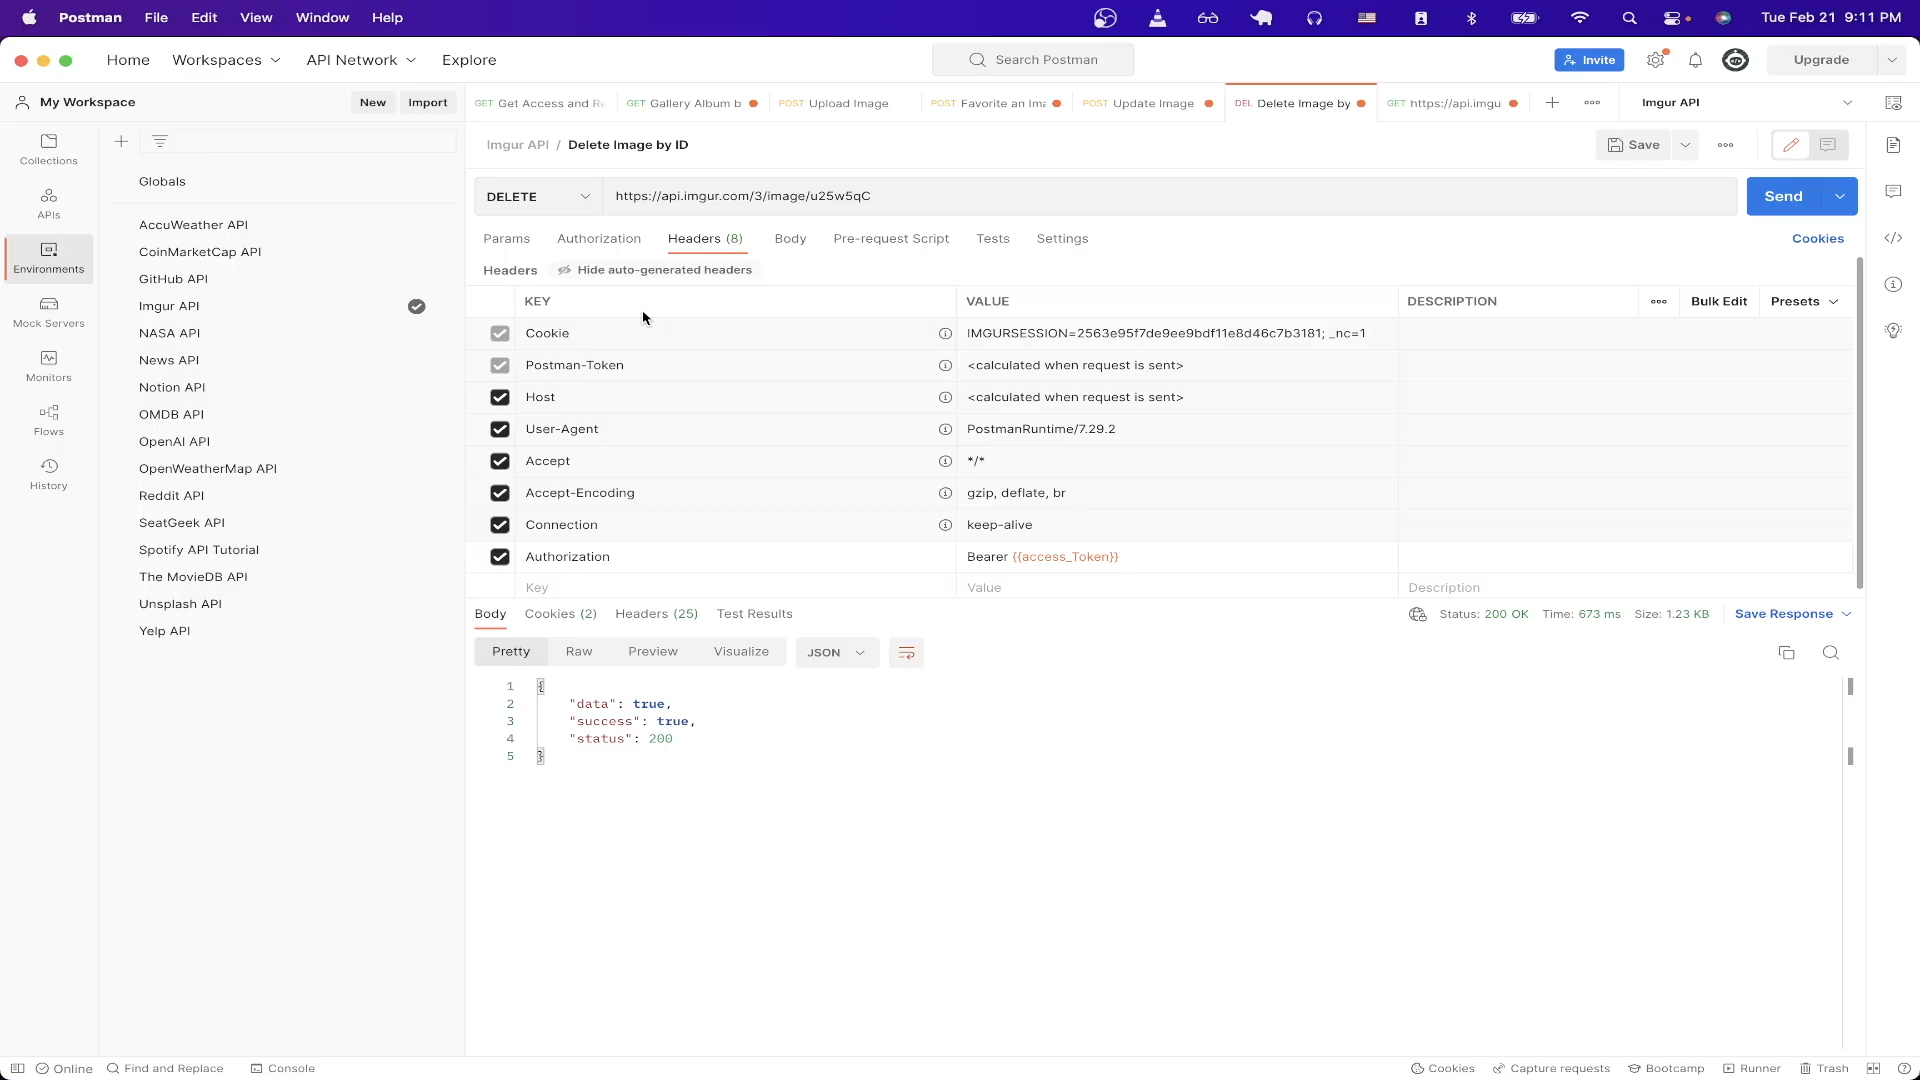 Postman File Edit View Window Help Tue Feb 21 9:11 PM
Home Workspaces API Network Explore Search Postman Invite Upgrade
My Workspace New Import GET Get Access and Re GET Gallery Album b POST Upload Image POST Favorite an Ima POST Update Image DEL Delete Image by GET https://api.imgu Imgur API
Imgur API / Delete Image by ID Save
DELETE https://api.imgur.com/3/image/u25w5qC Send
Params Authorization Headers (8) Body Pre-request Script Tests Settings Cookies
Headers Hide auto-generated headers
KEY VALUE DESCRIPTION Bulk Edit Presets
Cookie IMGURSESSION=2563e95f7de9ee9bdf11e8d46c7b3181; _nc=1
Postman-Token <calculated when request is sent>
Host <calculated when request is sent>
User-Agent PostmanRuntime/7.29.2
Accept */*
Accept-Encoding gzip, deflate, br
Connection keep-alive
Authorization Bearer {{access_Token}}
Key Value Description
Collections
APIs
Environments
Mock Servers
Monitors
Flows
History
Globals
AccuWeather API
CoinMarketCap API
GitHub API
Imgur API
NASA API
News API
Notion API
OMDB API
OpenAI API
OpenWeatherMap API
Reddit API
SeatGeek API
Spotify API Tutorial
The MovieDB API
Unsplash API
Yelp API
Body Cookies (2) Headers (25) Test Results Status: 200 OK Time: 673 ms Size: 1.23 KB Save Response
Pretty Raw Preview Visualize JSON
1 {
2 "data": true,
3 "success": true,
4 "status": 200
5 }
Online Find and Replace Console Cookies Capture requests Bootcamp Runner Trash